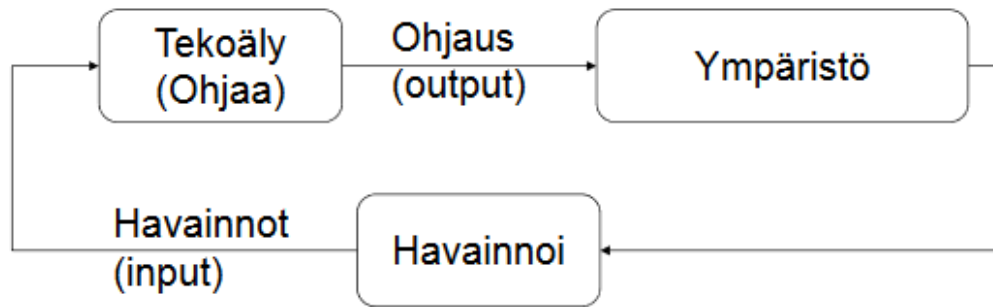 Tekoäly
(Ohjaa)
Ohjaus
(output)
Ympäristö
Havainnot
(input)
Havainnoi